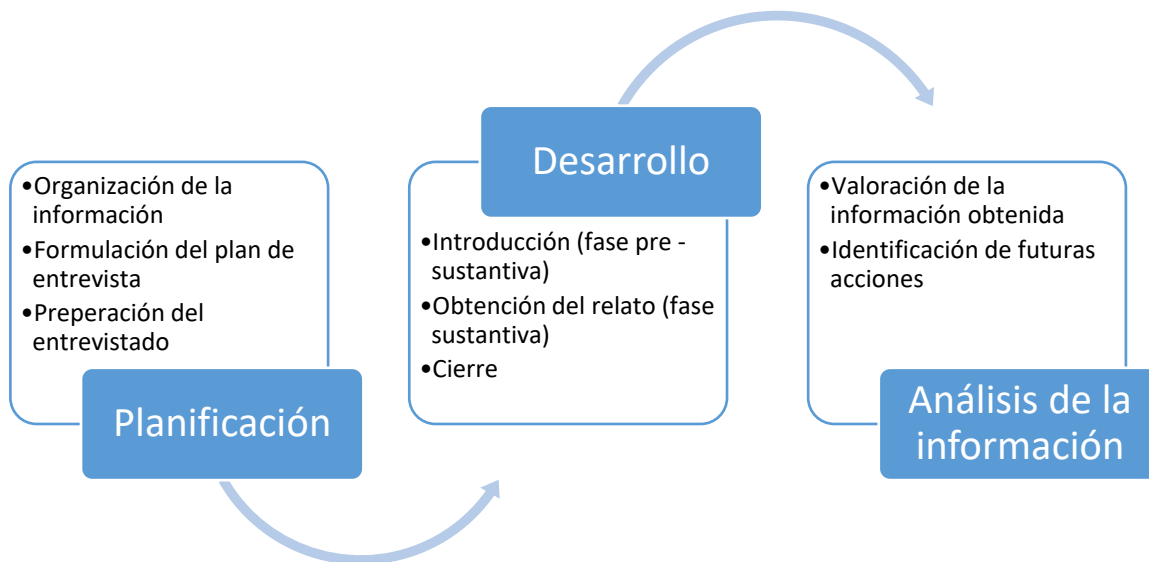 •Organización de la
información
•Formulación del plan de
entrevista
•Preperación del
entrevistado
Planificación
Desarrollo
•Introducción (fase pre -
sustantiva)
•Obtención del relato (fase
sustantiva)
•Cierre
•Valoración de la
información obtenida
•Identificación de futuras
acciones
Análisis de la
información